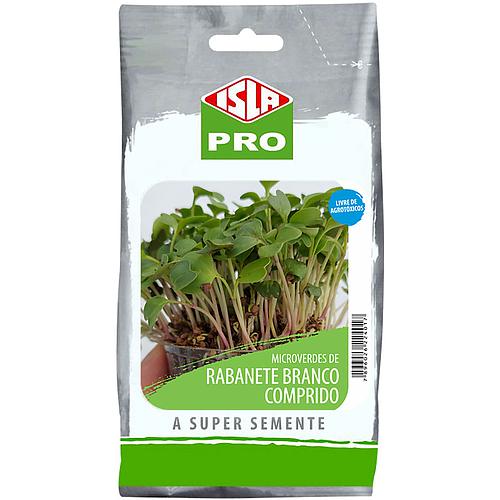 ISLA
PRO
LIVRE DE
AGROTÓXICOS
MICROVERDES DE
RABANETE BRANCO
COMPRIDO
A SUPER SEMENTE